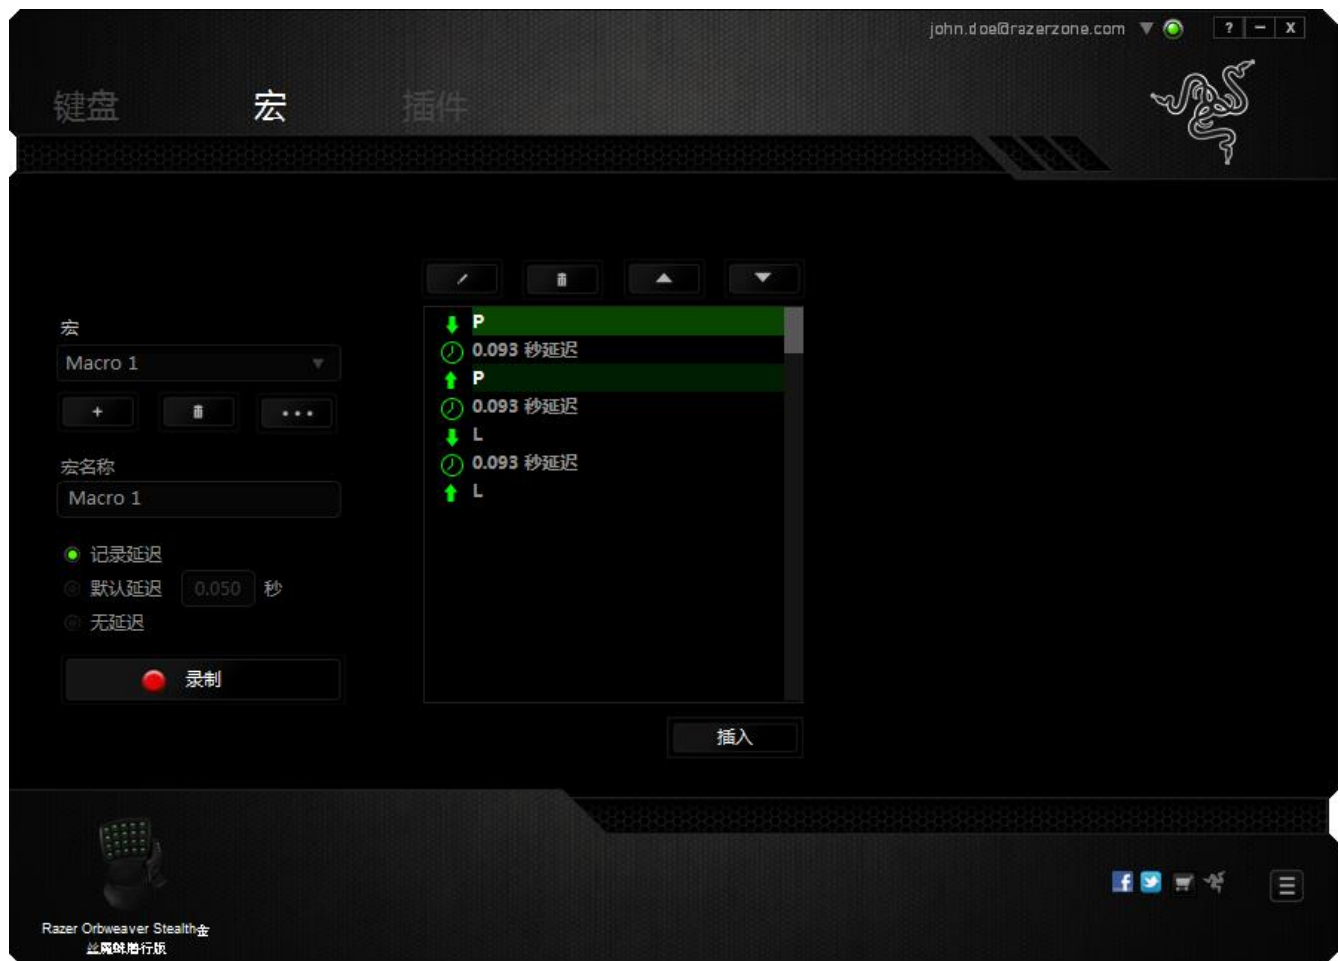 john.doe@razerzone.com
? – X
键盘 宏 插件
宏
Macro 1
+ ...
宏名称
Macro 1
记录延迟
默认延迟 0.050 秒
无延迟
录制
P
0.093 秒延迟
P
0.093 秒延迟
L
0.093 秒延迟
L
插入
Razer Orbweaver Stealth金
丝魔蛛潜行版